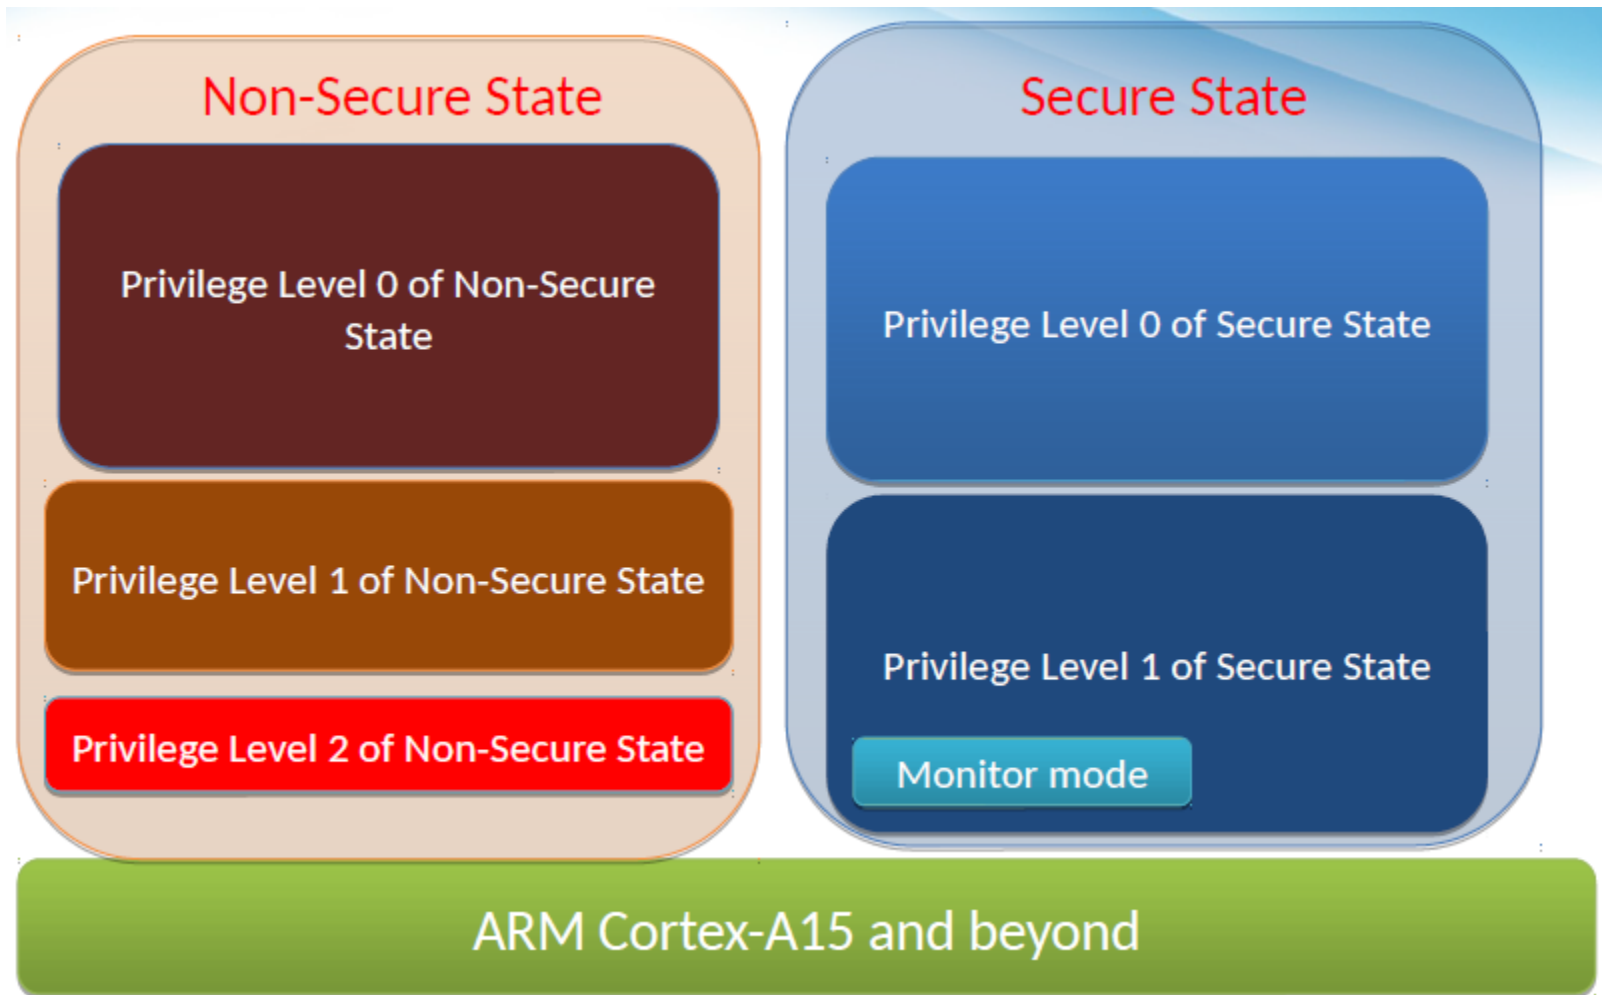 Non-Secure State
Privilege Level 0 of Non-Secure
State
Privilege Level 1 of Non-Secure State
Privilege Level 2 of Non-Secure State
Secure State
Privilege Level 0 of Secure State
Privilege Level 1 of Secure State
Monitor mode
ARM Cortex-A15 and beyond